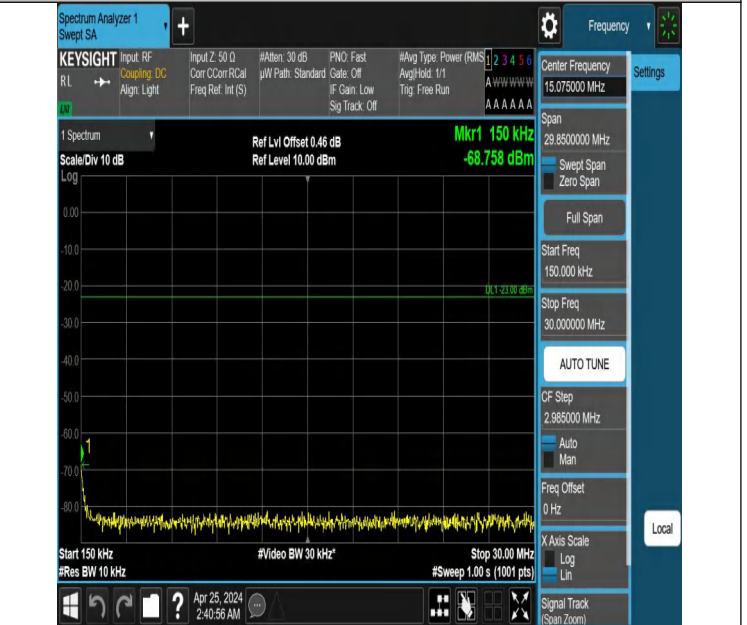 Spectrum Analyzer 1
Swept SA
+
Frequency
KEYSIGHT
RL
LXI
Input: RF
Coupling: DC
Align: Light
Input Z: 50 Ω
Corr CCorr RCal
Freq Ref: Int (S)
#Atten: 30 dB
µW Path: Standard
PNO: Fast
Gate: Off
IF Gain: Low
Sig Track: Off
#Avg Type: Power (RMS
Avg|Hold: 1/1
Trig: Free Run
1 2 3 4 5 6
A W W W W W
A A A A A A
1 Spectrum
Scale/Div 10 dB
Log
Ref Lvl Offset 0.46 dB
Ref Level 10.00 dBm
Mkr1 150 kHz
-68.758 dBm
0.00
-10.0
-20.0
DL1 -23.00 dBm
-30.0
-40.0
-50.0
-60.0
1
-70.0
-80.0
Start 150 kHz
#Video BW 30 kHz*
Stop 30.00 MHz
#Res BW 10 kHz
#Sweep 1.00 s (1001 pts)
Center Frequency
15.075000 MHz
Settings
Span
29.8500000 MHz
Swept Span
Zero Span
Full Span
Start Freq
150.000 kHz
Stop Freq
30.000000 MHz
AUTO TUNE
CF Step
2.985000 MHz
Auto
Man
Freq Offset
0 Hz
X Axis Scale
Log
Lin
Local
Signal Track
(Span Zoom)
?
Apr 25, 2024
2:40:56 AM